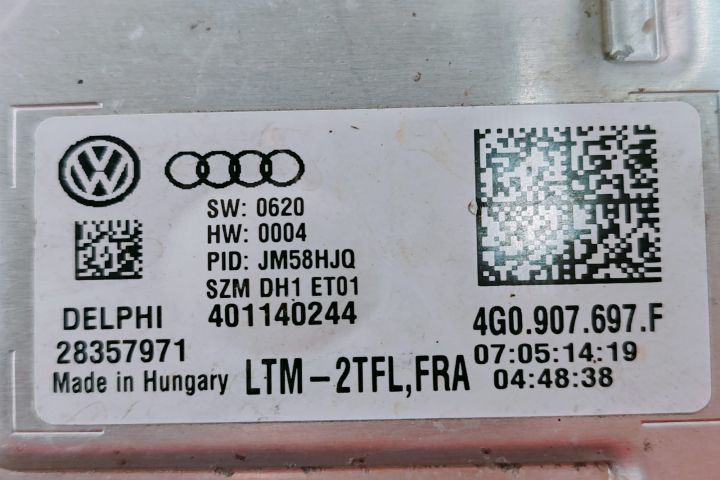 SW: 0620
HW: 0004
PID: JM58HJQ
SZM DH1 ET01
DELPHI 401140244
28357971
Made in Hungary LTM-2TFL,FRA
4G0.907.697.F
07:05:14:19
04:48:38